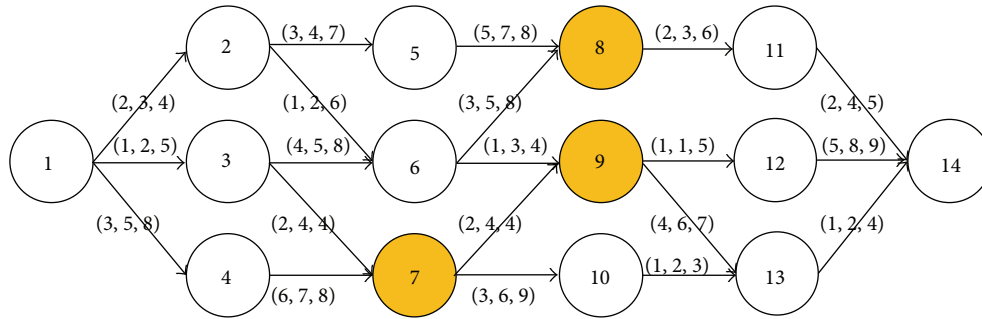 2
(3, 4, 7)
5
(5, 7, 8)
8
(2, 3, 6)
11
(2, 3, 4)
(1, 2, 6)
(3, 5, 8)
(2, 4, 5)
1
(1, 2, 5)
3
(4, 5, 8)
6
(1, 3, 4)
9
(1, 1, 5)
12
(5, 8, 9)
14
(3, 5, 8)
(2, 4, 4)
(2, 4, 4)
(4, 6, 7)
(1, 2, 4)
4
(6, 7, 8)
7
(3, 6, 9)
10
(1, 2, 3)
13